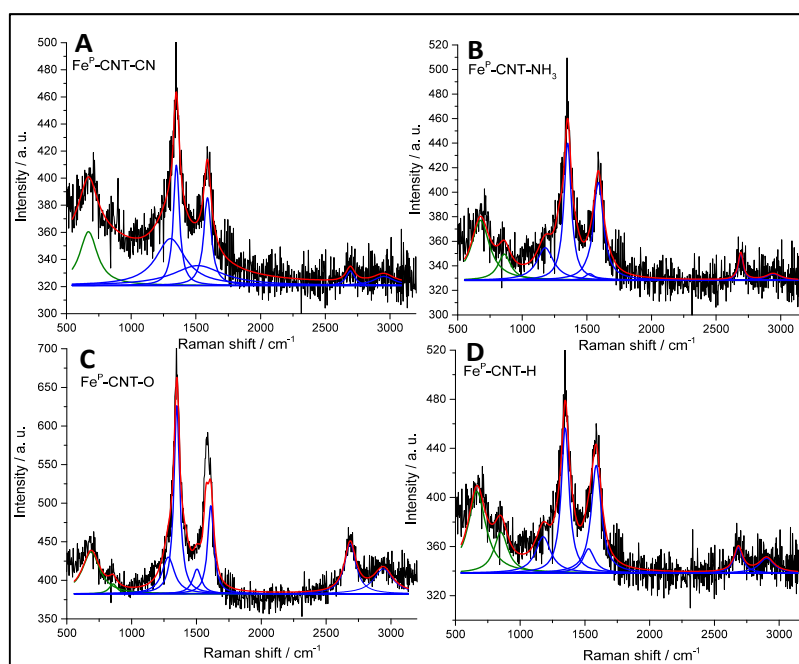 A
Fe^P-CNT-CN
500
480
460
440
420
400
380
360
340
320
300
Intensity / a. u.
500 1000 1500 2000 2500 3000
Raman shift / cm⁻¹
B
Fe^P-CNT-NH₃
520
500
480
460
440
420
400
380
360
340
320
300
Intensity / a. u.
500 1000 1500 2000 2500 3000
Raman shift / cm⁻¹
C
Fe^P-CNT-O
700
650
600
550
500
450
400
350
Intensity / a. u.
500 1000 1500 2000 2500 3000
Raman shift / cm⁻¹
D
Fe^P-CNT-H
520
480
440
400
360
320
Intensity / a. u.
500 1000 1500 2000 2500 3000
Raman shift / cm⁻¹